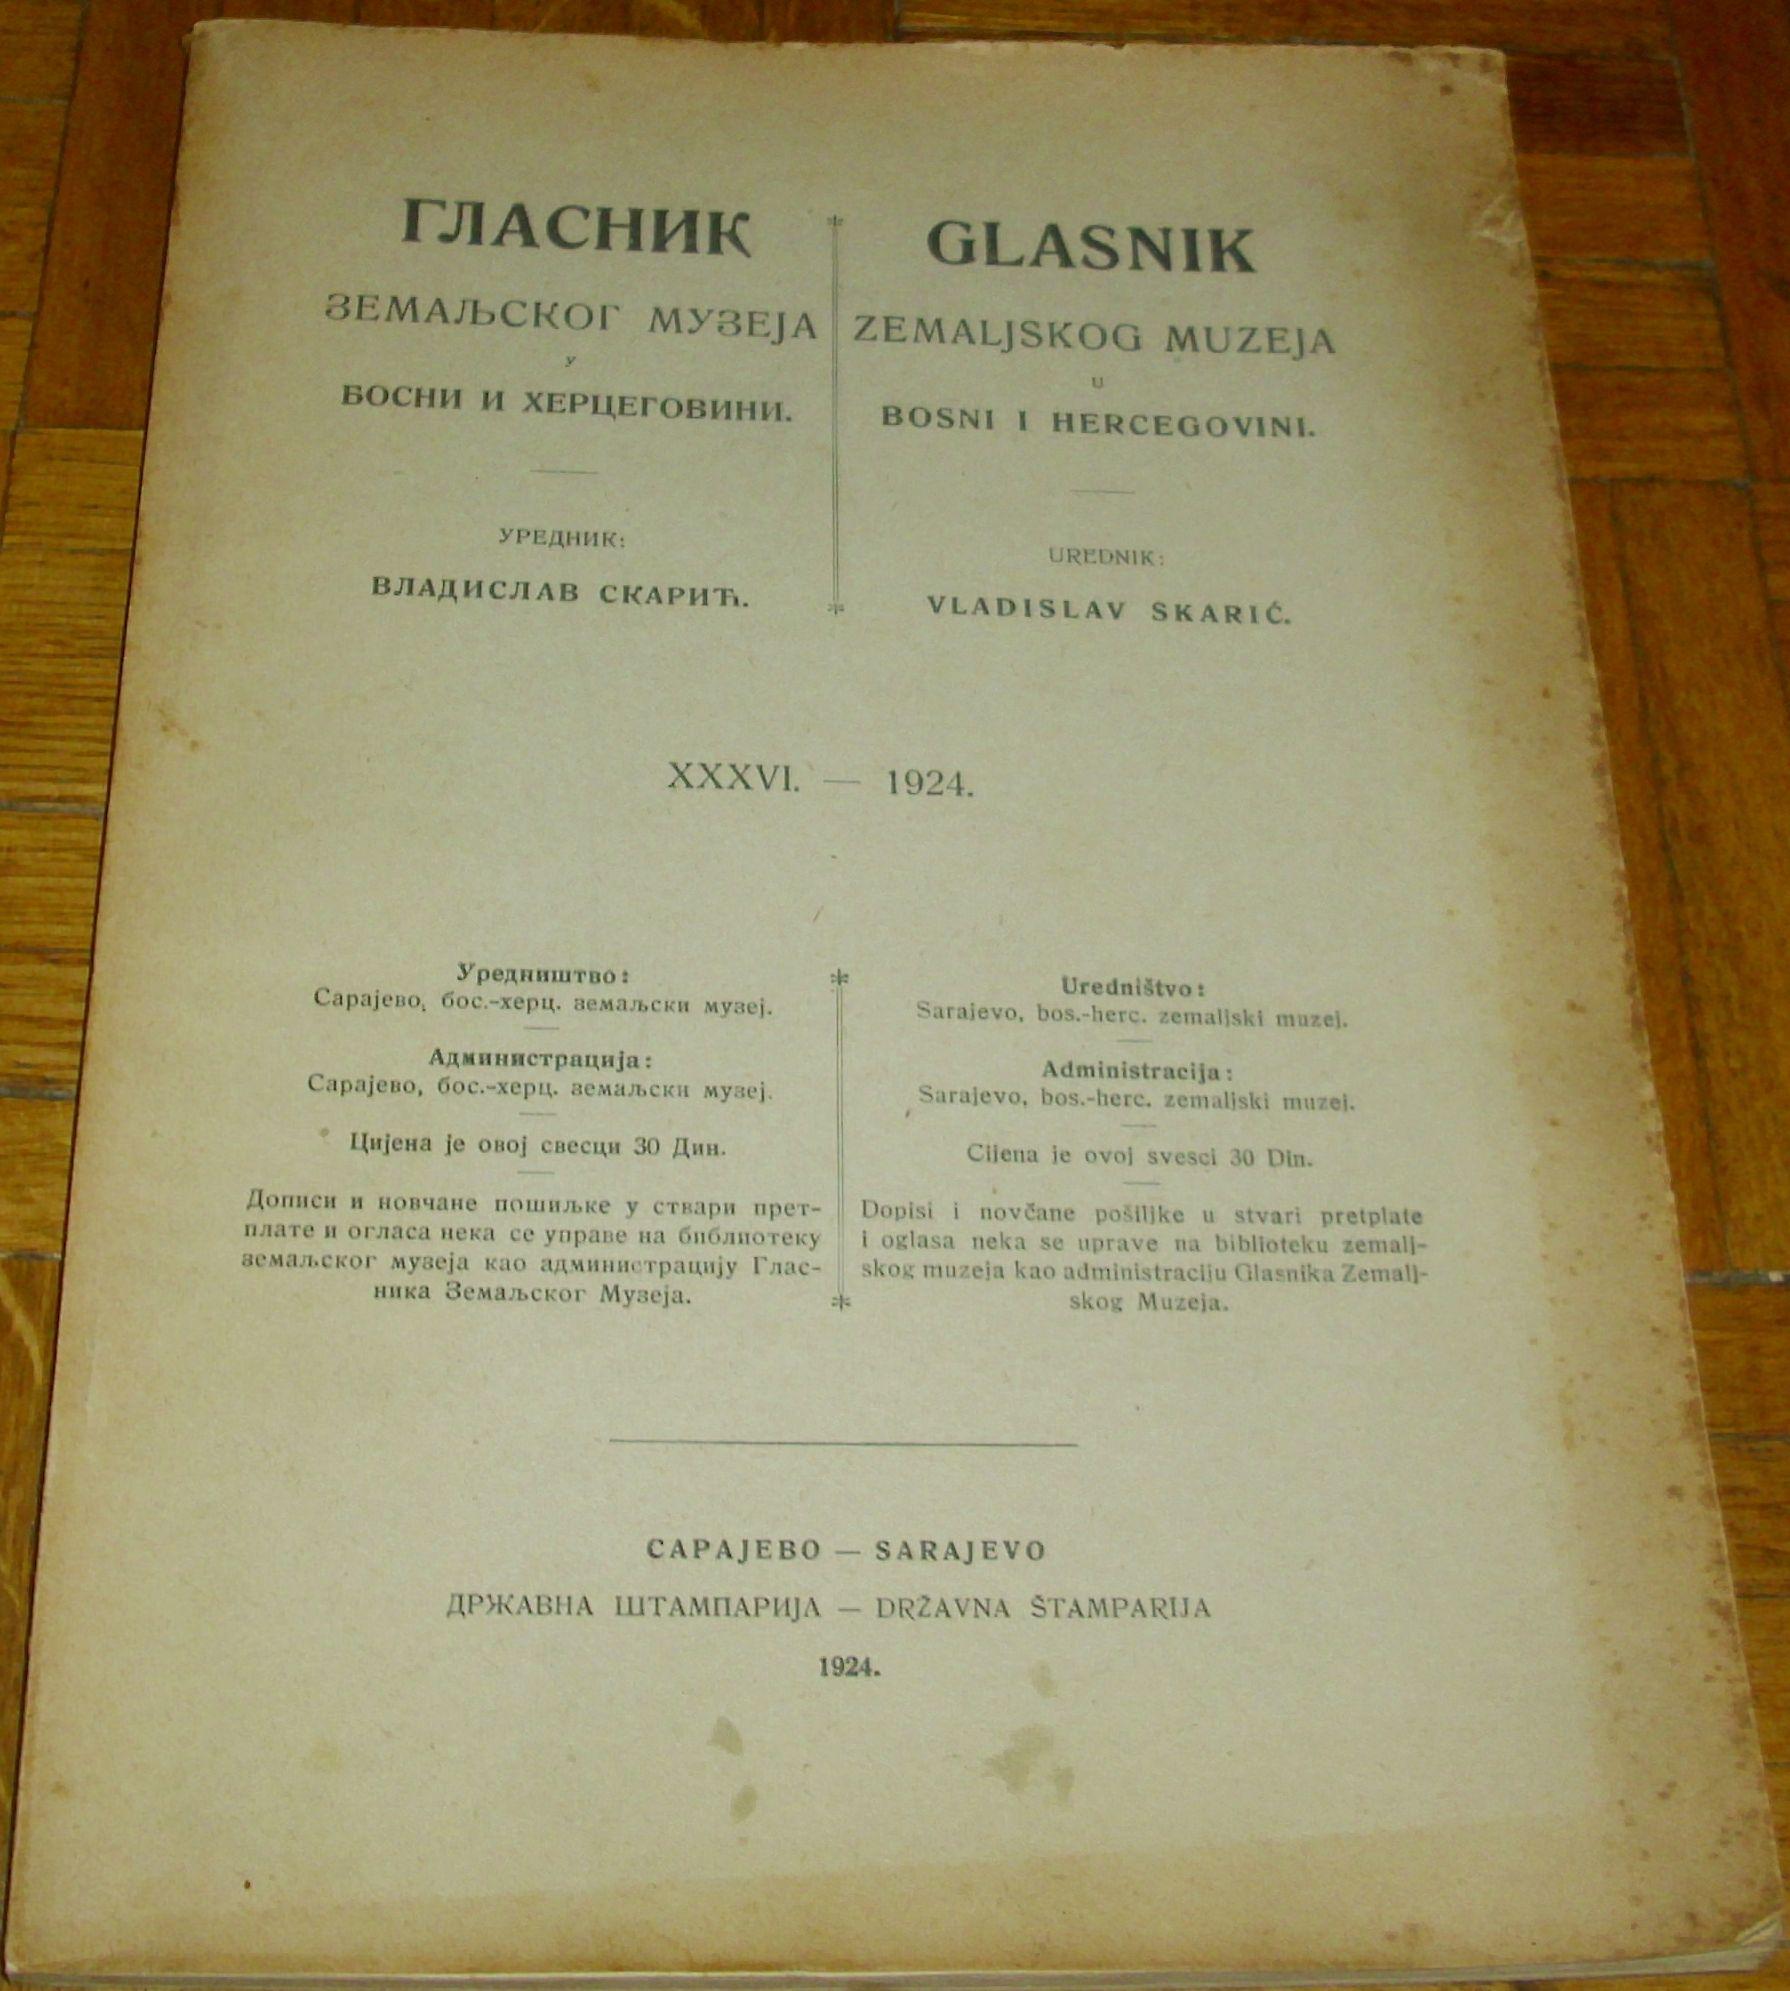 ГЛАСНИК
ЗЕМАЉСКОГ МУЗЕЈА
У
БОСНИ И ХЕРЦЕГОВИНИ.
УРЕДНИК:
ВЛАДИСЛАВ СКАРИЋ.
GLASNIK
ZEMALJSKOG MUZEJA
U
BOSNI I HERCEGOVINI.
UREDNIK:
VLADISLAV SKARIĆ.
XXXVI. — 1924.
Уредништво:
Сарајево, бос.-херц. земаљски музеј.
Администрација:
Сарајево, бос.-херц. земаљски музеј.
Цијена је овој свесци 30 Дин.
Дописи и новчане пошиљке у ствари прет-
плате и огласа нека се управе на библиотеку
земаљског музеја као администрацију Глас-
ника Земаљског Музеја.
Uredništvo:
Sarajevo, bos.-herc. zemaljski muzej.
Administracija:
Sarajevo, bos.-herc. zemaljski muzej.
Cijena je ovoj svesci 30 Din.
Dopisi i novčane pošiljke u stvari pretplate
i oglasa neka se uprave na biblioteku zemalj-
skog muzeja kao administraciju Glasnika Zemalj-
skog Muzeja.
САРАЈЕВО — SARAJEVO
ДРЖАВНА ШТАМПАРИЈА — DRŽAVNA ŠTAMPARIJA
1924.